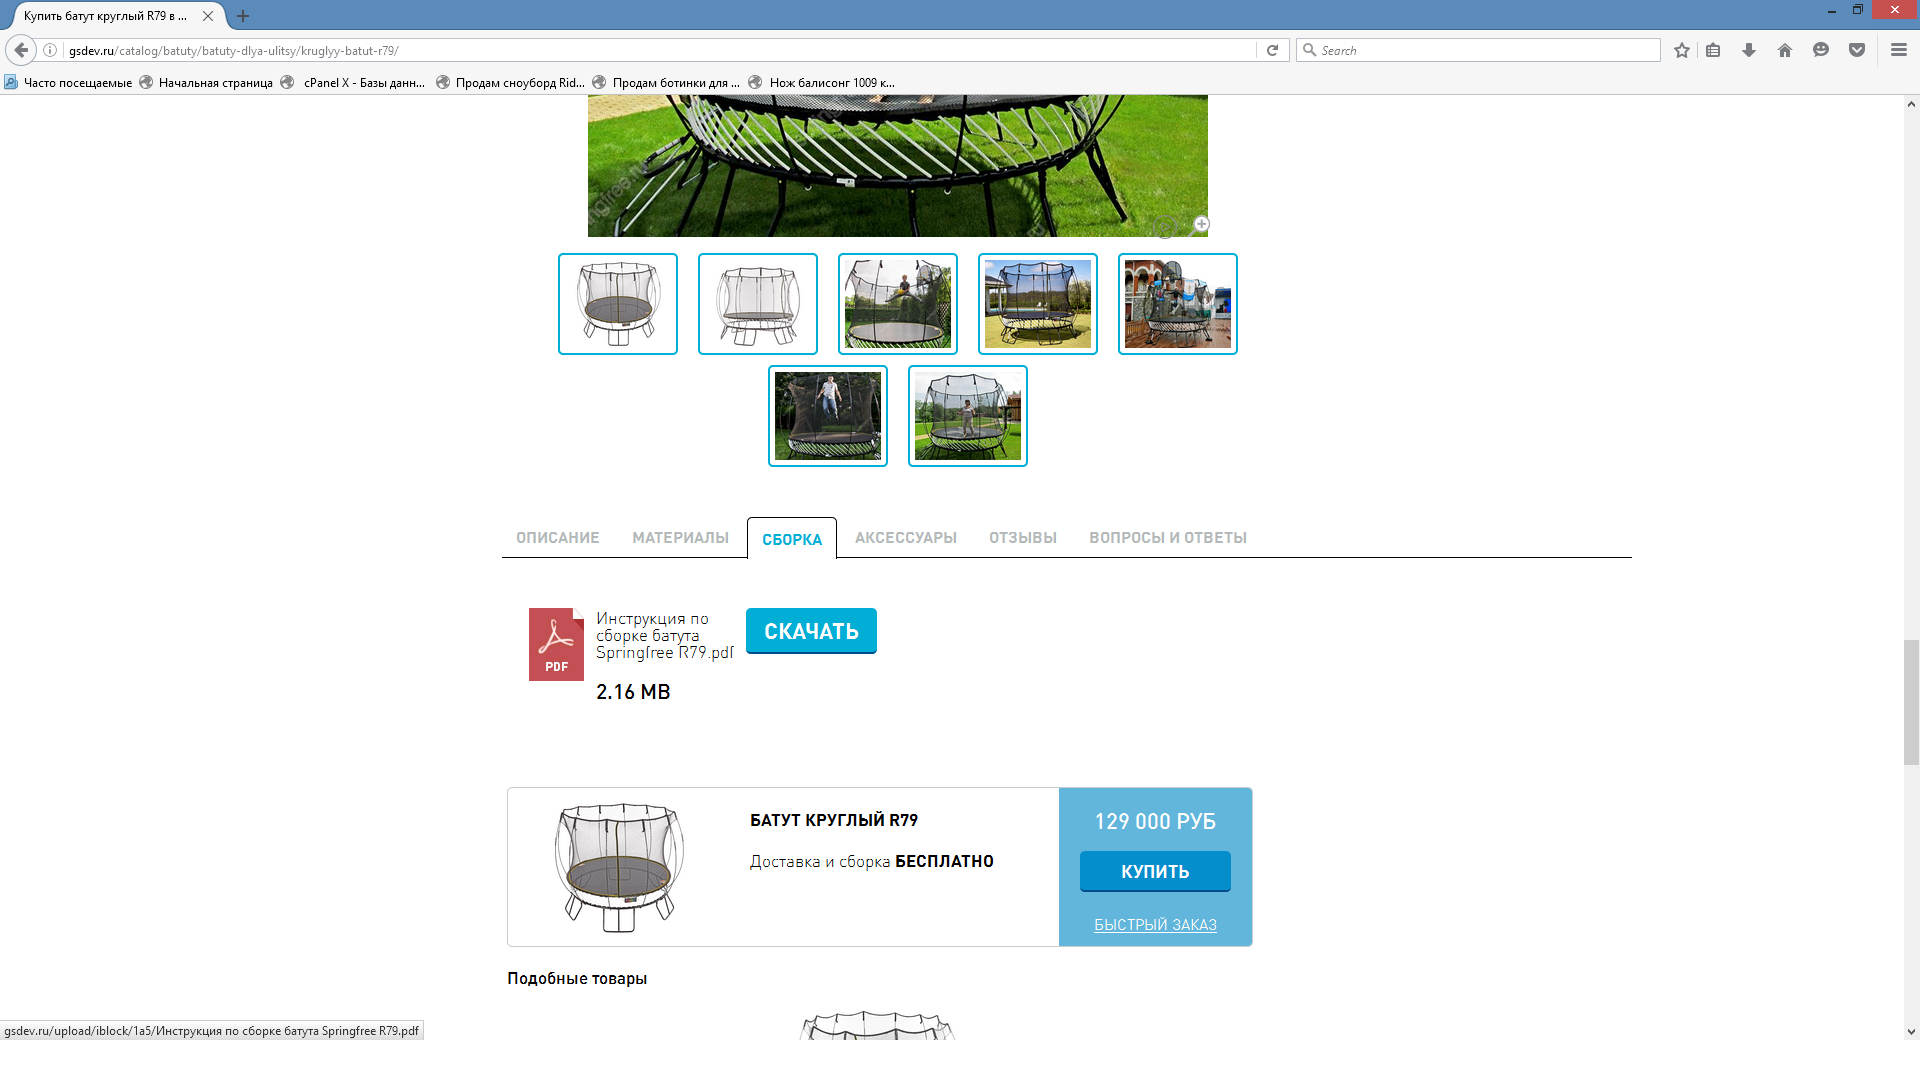 Купить батут круглый R79 в ...
gsdev.ru/catalog/batuty/batuty-dlya-ulitsy/kruglyy-batut-r79/
Search
Часто посещаемые
Начальная страница
cPanel X - Базы данн...
Продам сноуборд Rid...
Продам ботинки для ...
Нож балисонг 1009 к...
ОПИСАНИЕ
МАТЕРИАЛЫ
СБОРКА
АКСЕССУАРЫ
ОТЗЫВЫ
ВОПРОСЫ И ОТВЕТЫ
PDF
Инструкция по
сборке батута
Springfree R79.pdf
2.16 MB
СКАЧАТЬ
БАТУТ КРУГЛЫЙ R79
Доставка и сборка БЕСПЛАТНО
129 000 РУБ
КУПИТЬ
БЫСТРЫЙ ЗАКАЗ
Подобные товары
gsdev.ru/upload/iblock/1a5/Инструкция по сборке батута Springfree R79.pdf